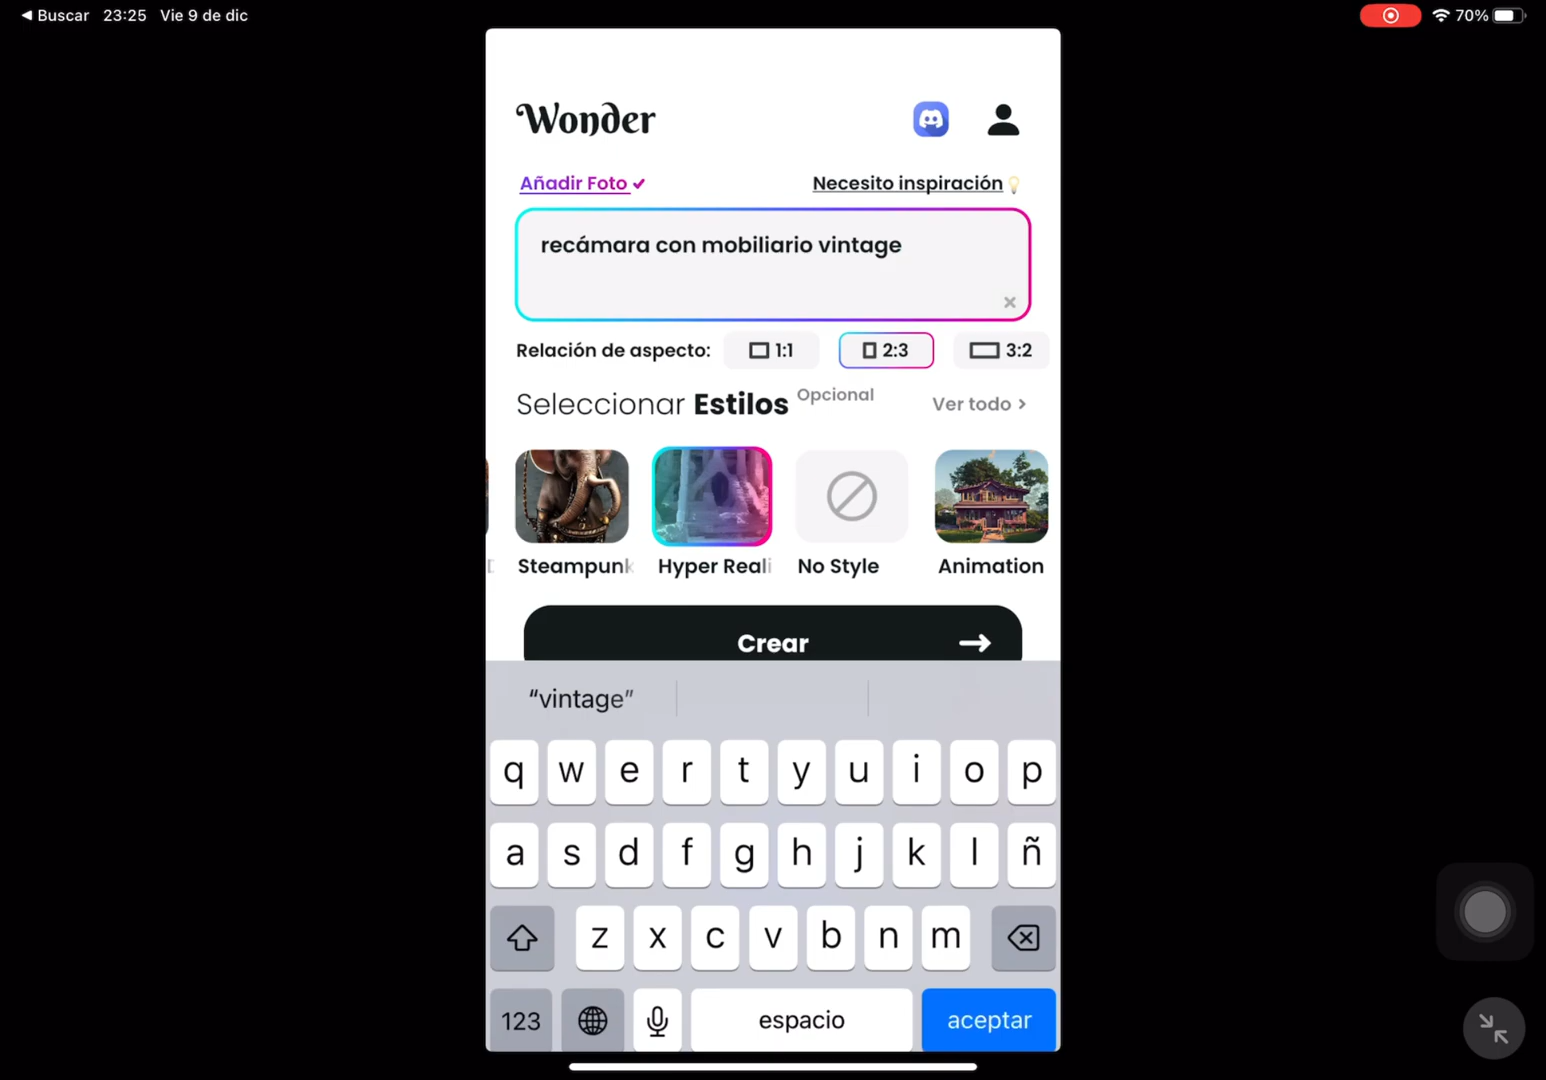 ◀ Buscar 23:25 Vie 9 de dic 70%
Wonder
Añadir Foto ✔ Necesito inspiración
recámara con mobiliario vintage
Relación de aspecto: 1:1 2:3 3:2
Seleccionar Estilos Opcional Ver todo >
Steampunk Hyper Reali No Style Animation
Crear →
“vintage”
q w e r t y u i o p
a s d f g h j k l ñ
z x c v b n m
123 espacio aceptar